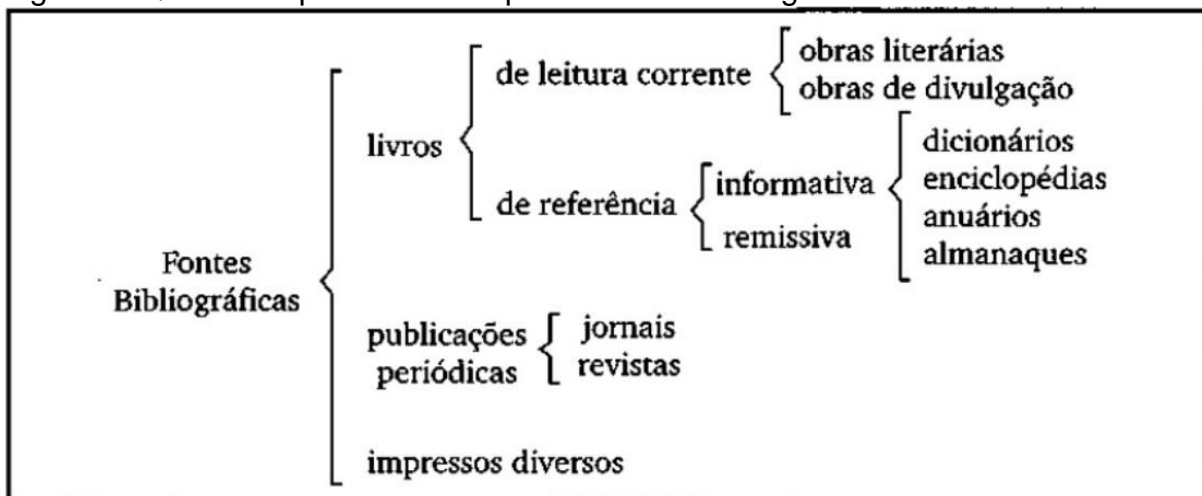 de leitura corrente
obras literárias
obras de divulgação
livros
de referência
informativa
remissiva
dicionários
enciclopédias
anuários
almanaques
Fontes
Bibliográficas
publicações
periódicas
jornais
revistas
impressos diversos